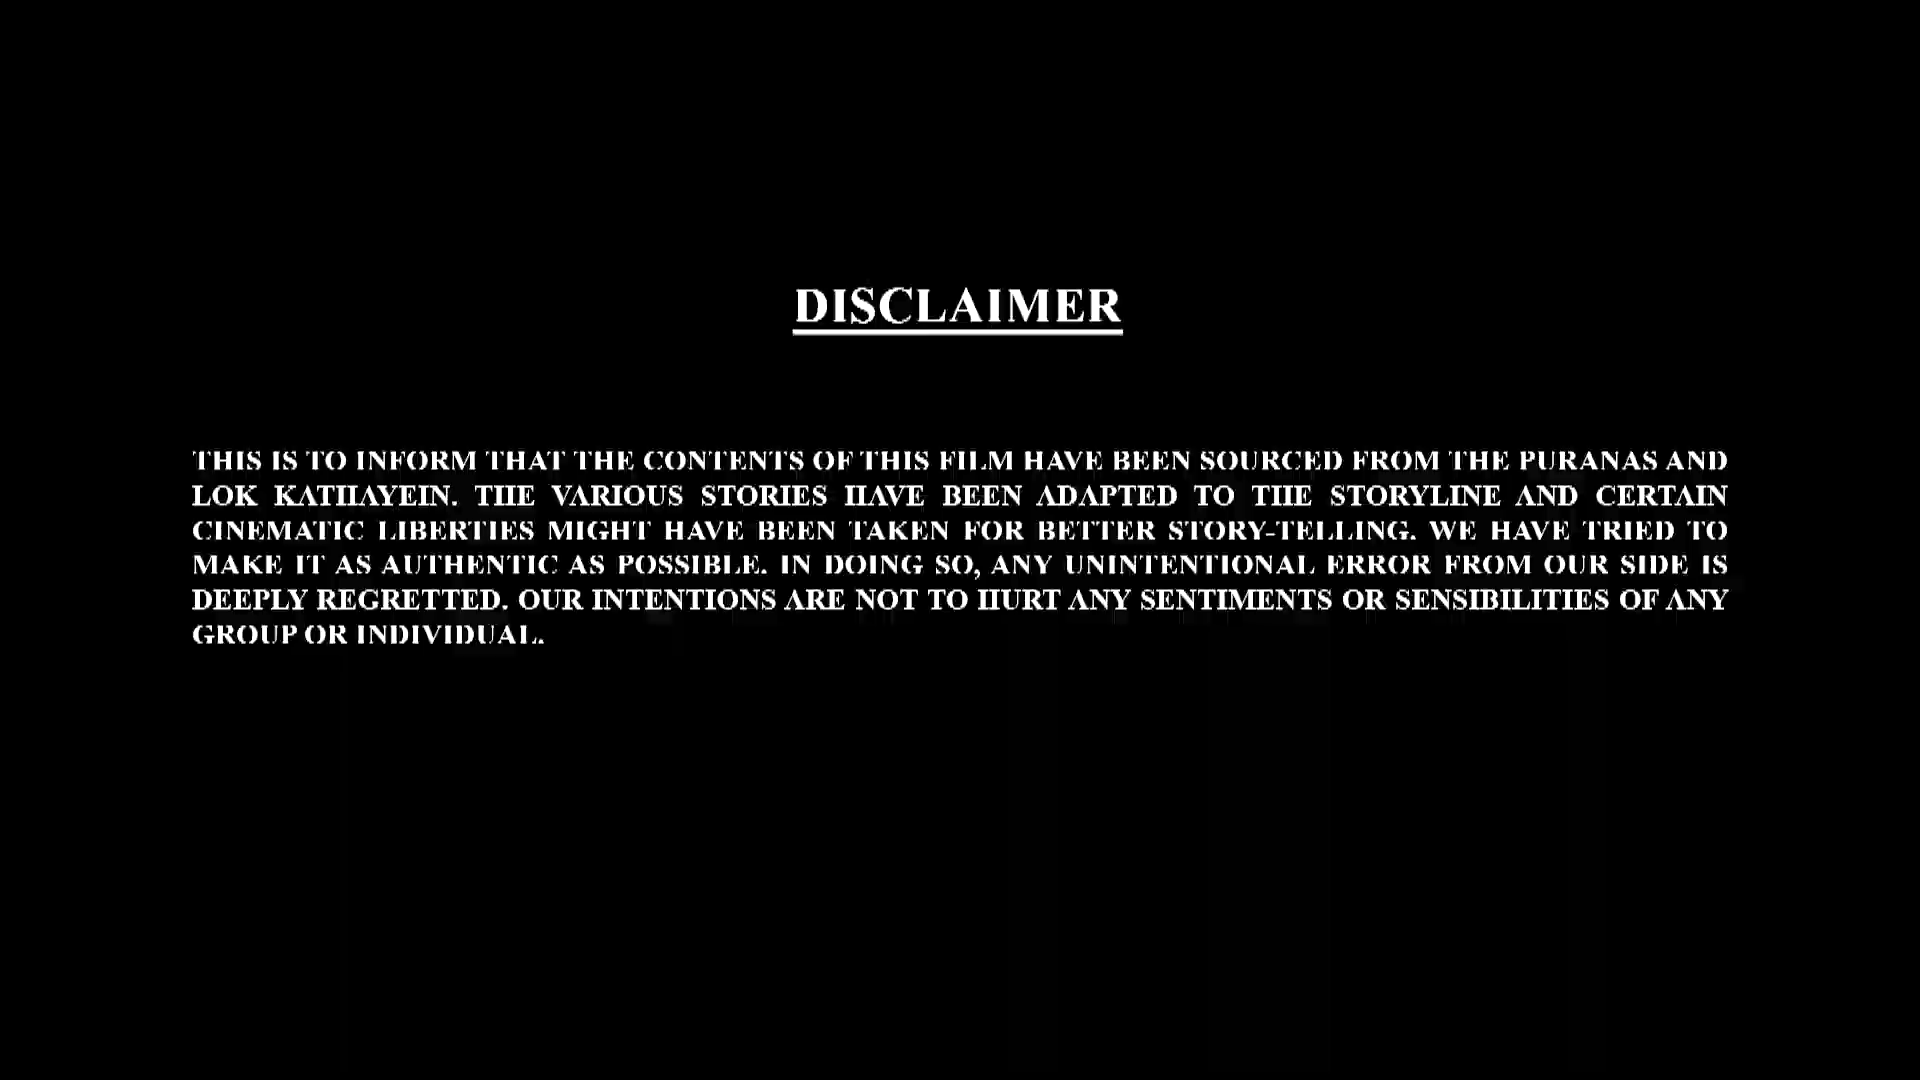 DISCLAIMER
THIS IS TO INFORM THAT THE CONTENTS OF THIS FILM HAVE BEEN SOURCED FROM THE PURANAS AND
LOK KATHAYEIN. THE VARIOUS STORIES HAVE BEEN ADAPTED TO THE STORYLINE AND CERTAIN
CINEMATIC LIBERTIES MIGHT HAVE BEEN TAKEN FOR BETTER STORY-TELLING. WE HAVE TRIED TO
MAKE IT AS AUTHENTIC AS POSSIBLE. IN DOING SO, ANY UNINTENTIONAL ERROR FROM OUR SIDE IS
DEEPLY REGRETTED. OUR INTENTIONS ARE NOT TO HURT ANY SENTIMENTS OR SENSIBILITIES OF ANY
GROUP OR INDIVIDUAL.